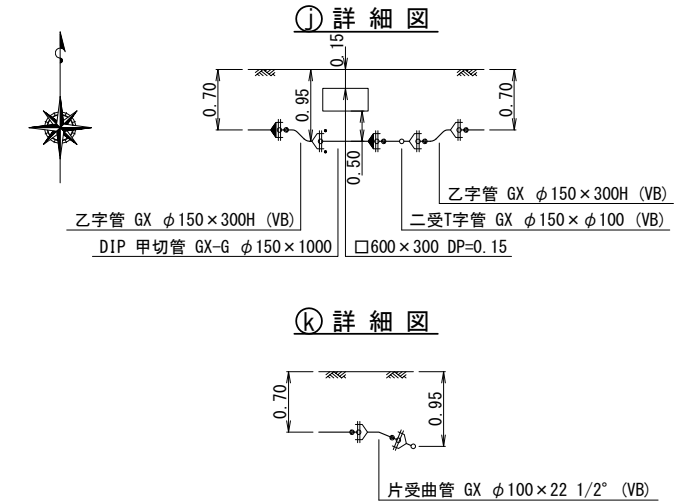 ⓙ 詳 細 図
0.15
0.70
0.95
0.70
0.50
乙字管 GX φ150×300H (VB)
乙字管 GX φ150×300H (VB)
二受T字管 GX φ150×φ100 (VB)
DIP 甲切管 GX-G φ150×1000
□600×300 DP=0.15
ⓚ 詳 細 図
0.70
0.95
片受曲管 GX φ100×22 1/2° (VB)